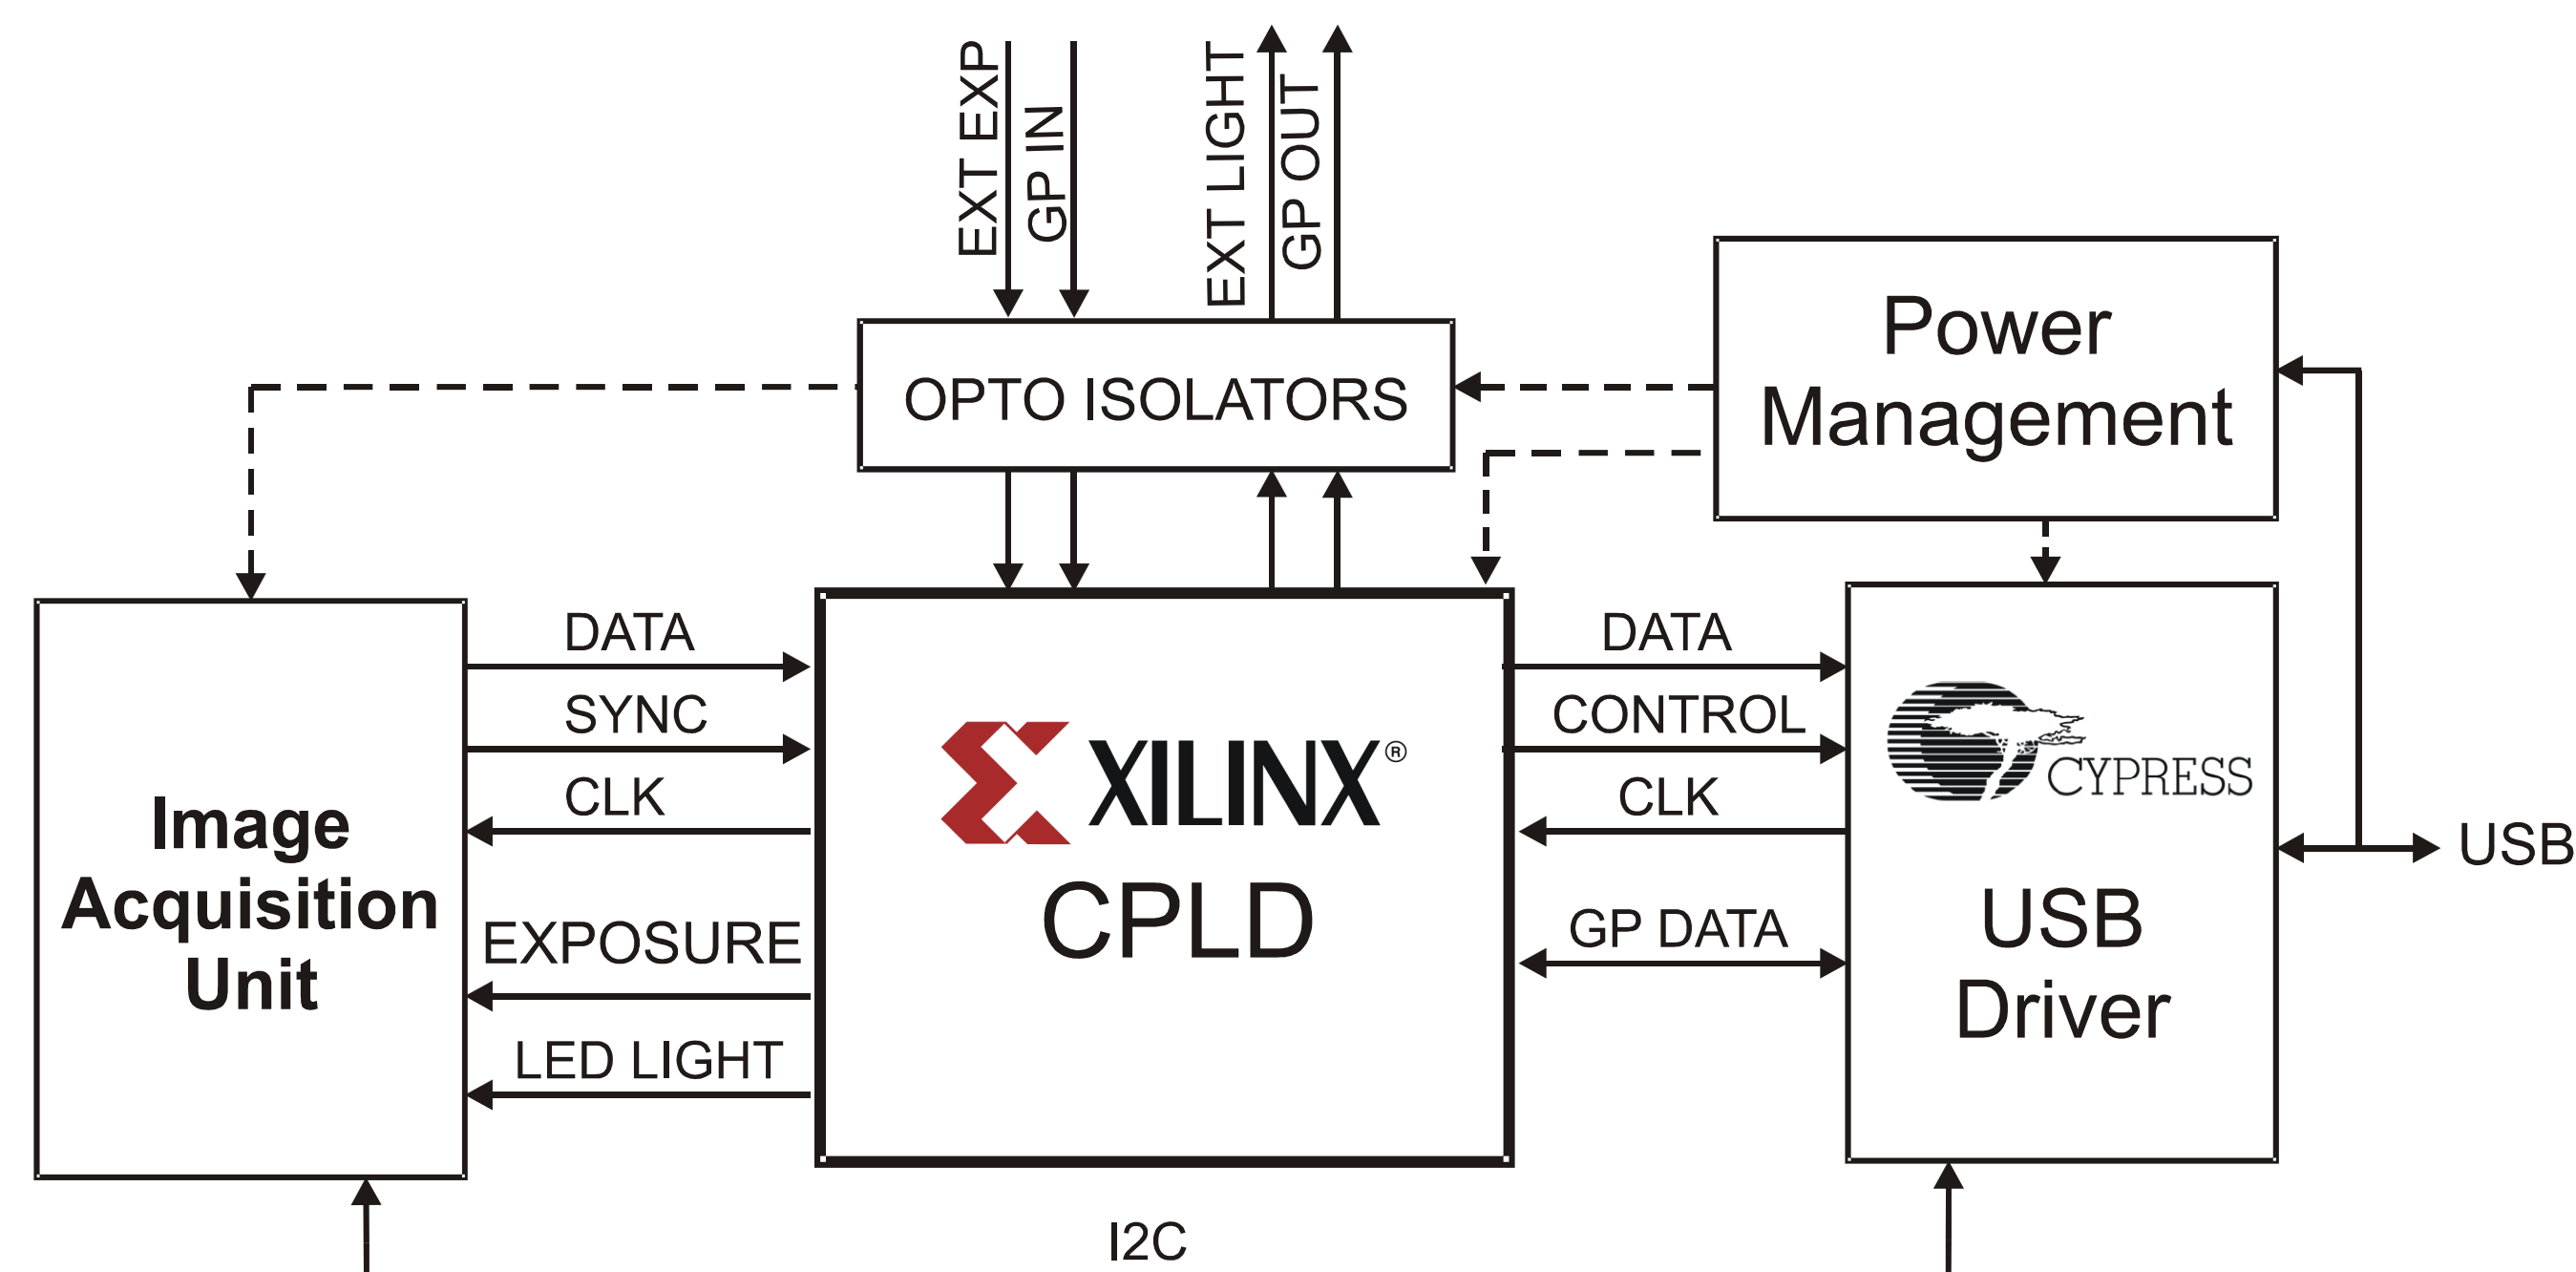 EXT EXP
GP IN
EXT LIGHT
GP OUT
OPTO ISOLATORS
Power
Management
Image
Acquisition
Unit
DATA
SYNC
CLK
EXPOSURE
LED LIGHT
XILINX®
CPLD
DATA
CONTROL
CLK
GP DATA
CYPRESS
USB
Driver
USB
I2C